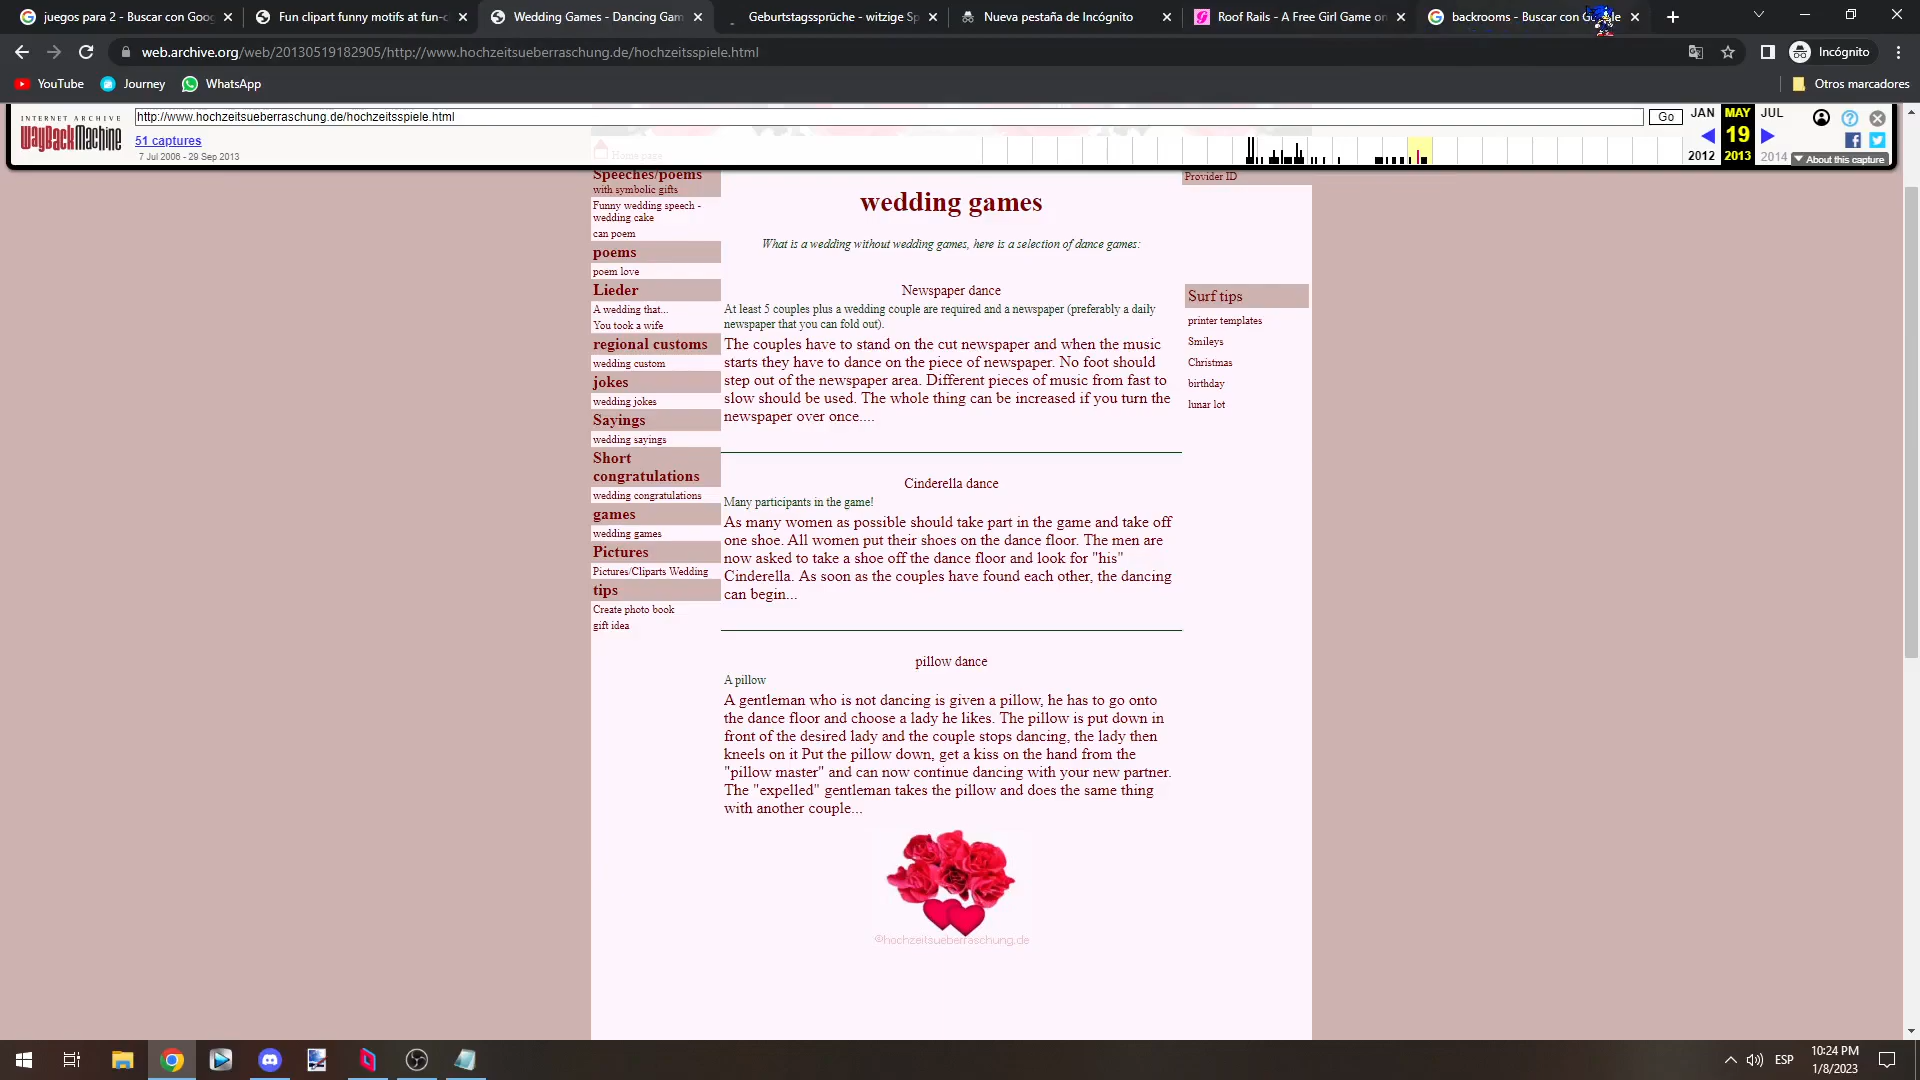 juegos para 2 - Buscar con Goog
Fun clipart funny motifs at fun-c
Wedding Games - Dancing Gam
Geburtstagssprüche - witzige Sp
Nueva pestaña de Incógnito
Roof Rails - A Free Girl Game on
backrooms - Buscar con
web.archive.org/web/20130519182905/http://www.hochzeitsueberraschung.de/hochzeitsspiele.html
Incógnito
YouTube
Journey
WhatsApp
Otros marcadores
INTERNET ARCHIVE
WayBackMachine
http://www.hochzeitsueberraschung.de/hochzeitsspiele.html
Go
JAN
MAY
JUL
51 captures
19
7 Jul 2006 - 29 Sep 2013
2012
2013
2014
About this capture
Home page
Speeches/poems
with symbolic gifts
Funny wedding speech -
wedding cake
can poem
poems
poem love
Lieder
A wedding that...
You took a wife
regional customs
wedding custom
jokes
wedding jokes
Sayings
wedding sayings
Short
congratulations
wedding congratulations
games
wedding games
Pictures
Pictures/Cliparts Wedding
tips
Create photo book
gift idea
wedding games
What is a wedding without wedding games, here is a selection of dance games:
Newspaper dance
At least 5 couples plus a wedding couple are required and a newspaper (preferably a daily
newspaper that you can fold out).
The couples have to stand on the cut newspaper and when the music
starts they have to dance on the piece of newspaper. No foot should
step out of the newspaper area. Different pieces of music from fast to
slow should be used. The whole thing can be increased if you turn the
newspaper over once....
Cinderella dance
Many participants in the game!
As many women as possible should take part in the game and take off
one shoe. All women put their shoes on the dance floor. The men are
now asked to take a shoe off the dance floor and look for "his"
Cinderella. As soon as the couples have found each other, the dancing
can begin...
pillow dance
A pillow
A gentleman who is not dancing is given a pillow, he has to go onto
the dance floor and choose a lady he likes. The pillow is put down in
front of the desired lady and the couple stops dancing, the lady then
kneels on it Put the pillow down, get a kiss on the hand from the
"pillow master" and can now continue dancing with your new partner.
The "expelled" gentleman takes the pillow and does the same thing
with another couple...
©hochzeitsueberraschung.de
Provider ID
Surf tips
printer templates
Smileys
Christmas
birthday
lunar lot
ESP
10:24 PM
1/8/2023